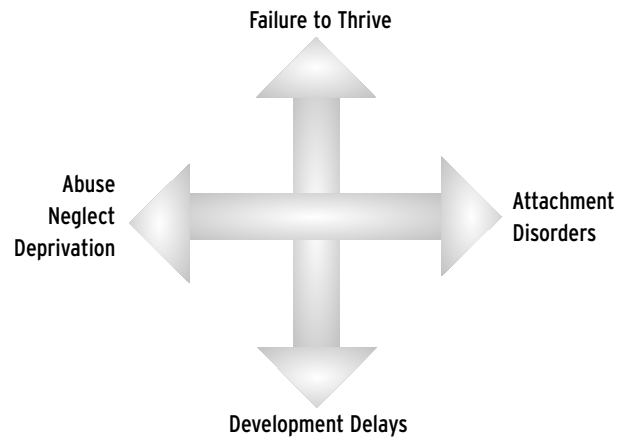 Failure to Thrive
Abuse
Neglect
Deprivation
Attachment
Disorders
Development Delays